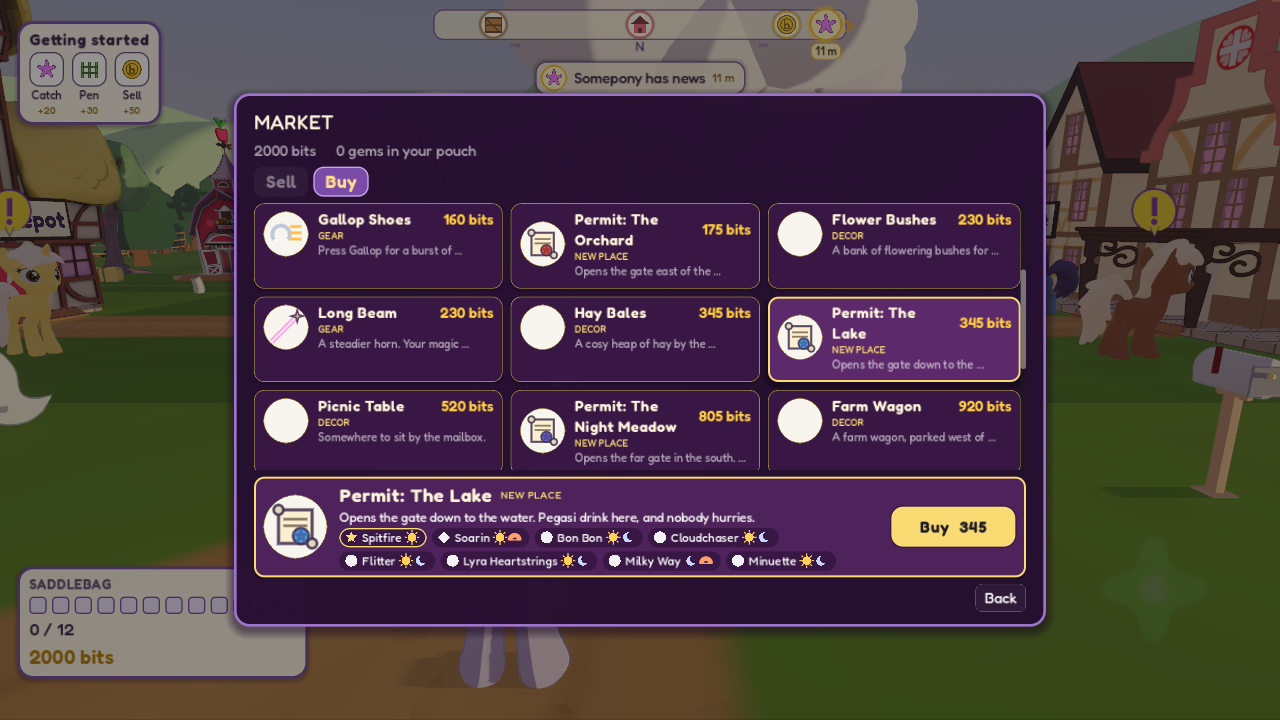 Getting started
Catch Pen Sell
+20 +30 +50
N
11 m
Somepony has news 11 m
MARKET
2000 bits 0 gems in your pouch
Sell Buy
Gallop Shoes 160 bits
GEAR
Press Gallop for a burst of ...
Permit: The Orchard 175 bits
NEW PLACE
Opens the gate east of the ...
Flower Bushes 230 bits
DECOR
A bank of flowering bushes for ...
Long Beam 230 bits
GEAR
A steadier horn. Your magic ...
Hay Bales 345 bits
DECOR
A cosy heap of hay by the ...
Permit: The Lake 345 bits
NEW PLACE
Opens the gate down to the ...
Picnic Table 520 bits
DECOR
Somewhere to sit by the mailbox.
Permit: The Night Meadow 805 bits
NEW PLACE
Opens the far gate in the south. ...
Farm Wagon 920 bits
DECOR
A farm wagon, parked west of ...
Permit: The Lake NEW PLACE
Opens the gate down to the water. Pegasi drink here, and nobody hurries.
Spitfire Soarin Bon Bon Cloudchaser
Flitter Lyra Heartstrings Milky Way Minuette
Buy 345
Back
SADDLEBAG
0 / 12
2000 bits